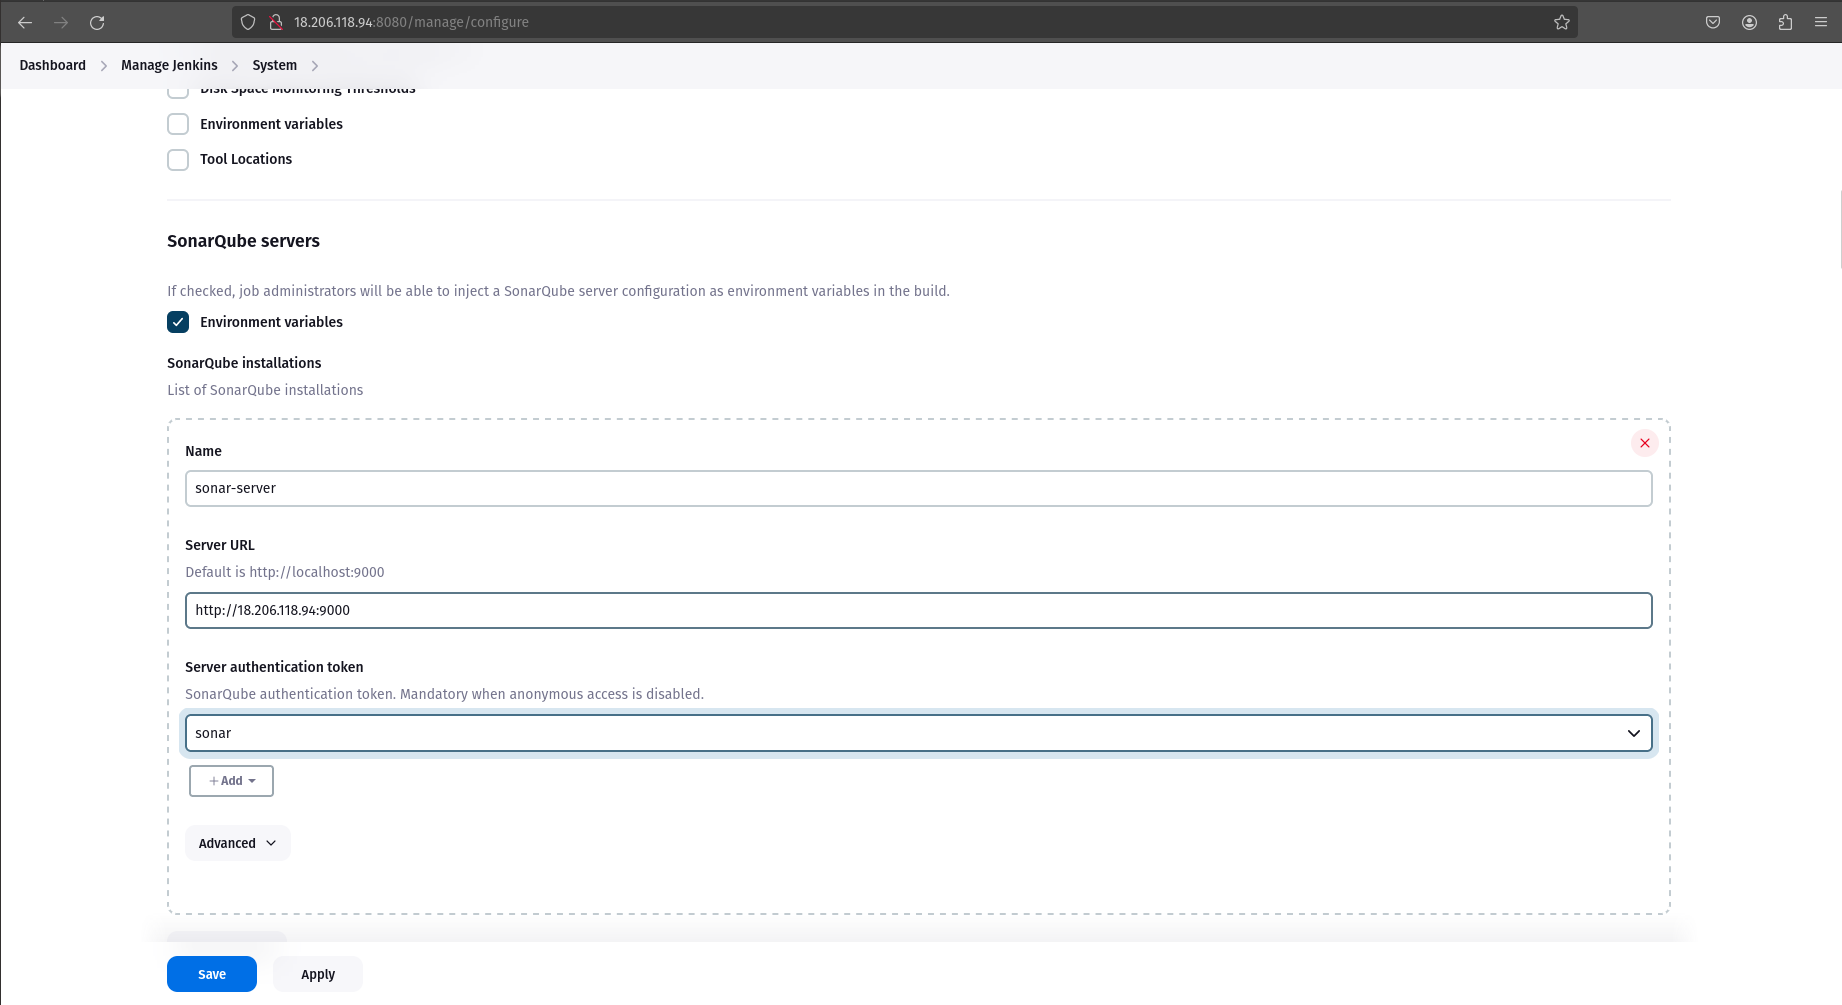 18.206.118.94:8080/manage/configure
Dashboard > Manage Jenkins > System >
Disk Space Monitoring Thresholds
Environment variables
Tool Locations
SonarQube servers
If checked, job administrators will be able to inject a SonarQube server configuration as environment variables in the build.
Environment variables
SonarQube installations
List of SonarQube installations
Name
sonar-server
Server URL
Default is http://localhost:9000
http://18.206.118.94:9000
Server authentication token
SonarQube authentication token. Mandatory when anonymous access is disabled.
sonar
+ Add
Advanced
Save Apply